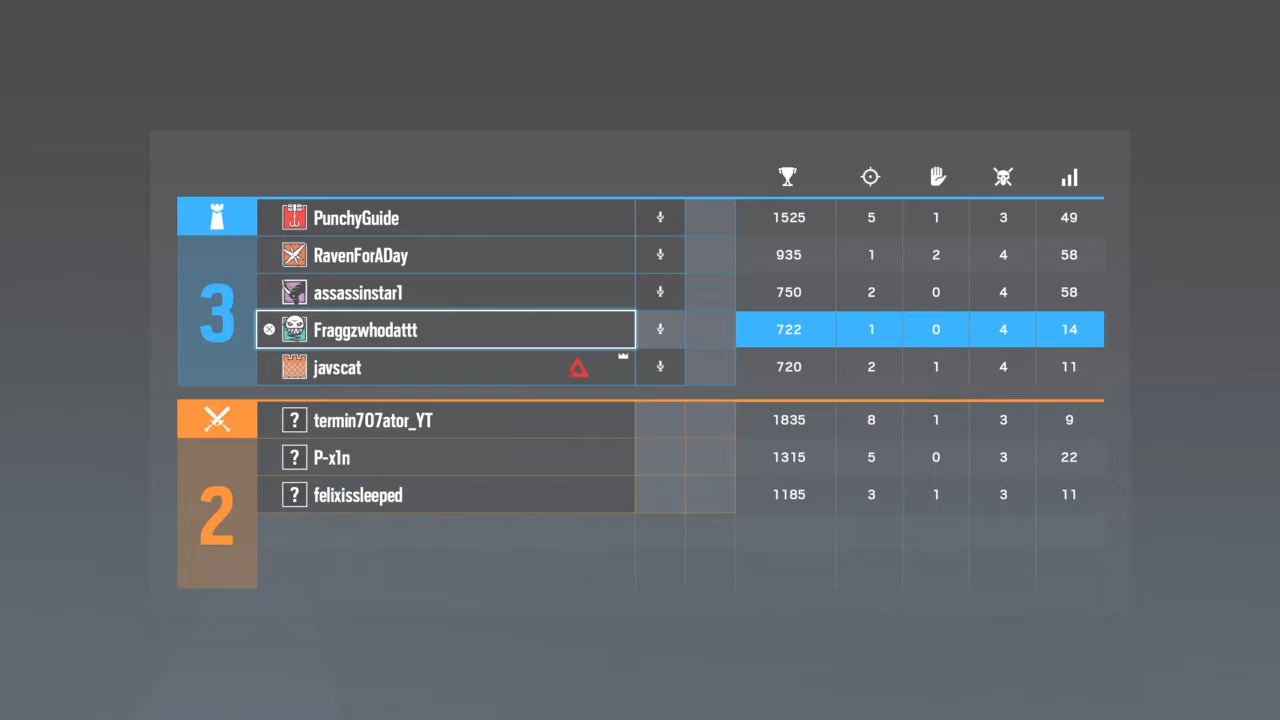 PunchyGuide 1525 5 1 3 49
RavenForADay 935 1 2 4 58
3
assassinstar1 750 2 0 4 58
Fraggzwhodattt 722 1 0 4 14
javscat 720 2 1 4 11
? termin707ator_YT 1835 8 1 3 9
? P-x1n 1315 5 0 3 22
2
? felixissleeped 1185 3 1 3 11